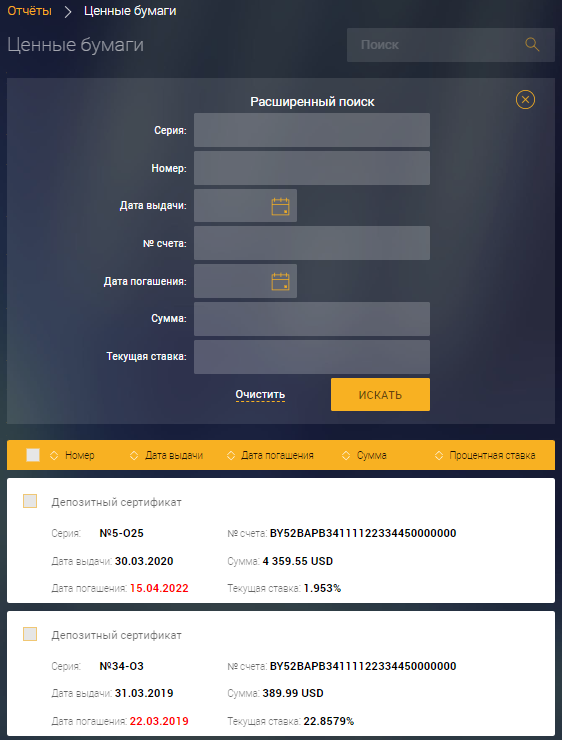 Отчёты > Ценные бумаги
Ценные бумаги Поиск
Расширенный поиск
Серия:
Номер:
Дата выдачи:
№ счета:
Дата погашения:
Сумма:
Текущая ставка:
Очистить ИСКАТЬ
Номер Дата выдачи Дата погашения Сумма Процентная ставка
Депозитный сертификат
Серия: №5-О25 № счета: BY52BAPB34111122334450000000
Дата выдачи: 30.03.2020 Сумма: 4 359.55 USD
Дата погашения: 15.04.2022 Текущая ставка: 1.953%
Депозитный сертификат
Серия: №34-О3 № счета: BY52BAPB34111122334450000000
Дата выдачи: 31.03.2019 Сумма: 389.99 USD
Дата погашения: 22.03.2019 Текущая ставка: 22.8579%